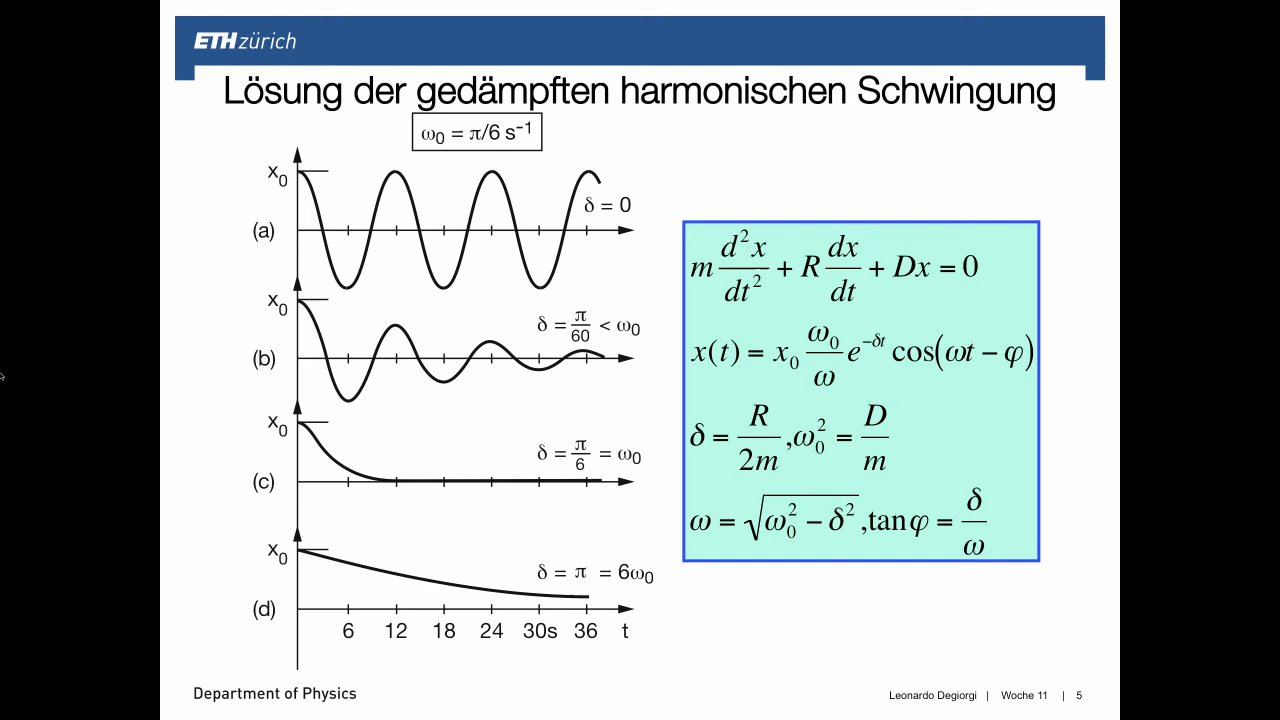 ETH zürich
Lösung der gedämpften harmonischen Schwingung
ω₀ = π/6 s⁻¹
x₀
δ = 0
(a)
x₀
δ = π/60 < ω₀
(b)
x₀
δ = π/6 = ω₀
(c)
x₀
δ = π = 6ω₀
(d)
6 12 18 24 30s 36 t
m d²x/dt² + R dx/dt + Dx = 0
x(t) = x₀ ω₀/ω e^(−δt) cos(ωt − φ)
δ = R/2m ,ω₀² = D/m
ω = √(ω₀² − δ²) ,tanφ = δ/ω
Department of Physics
Leonardo Degiorgi | Woche 11 | 5